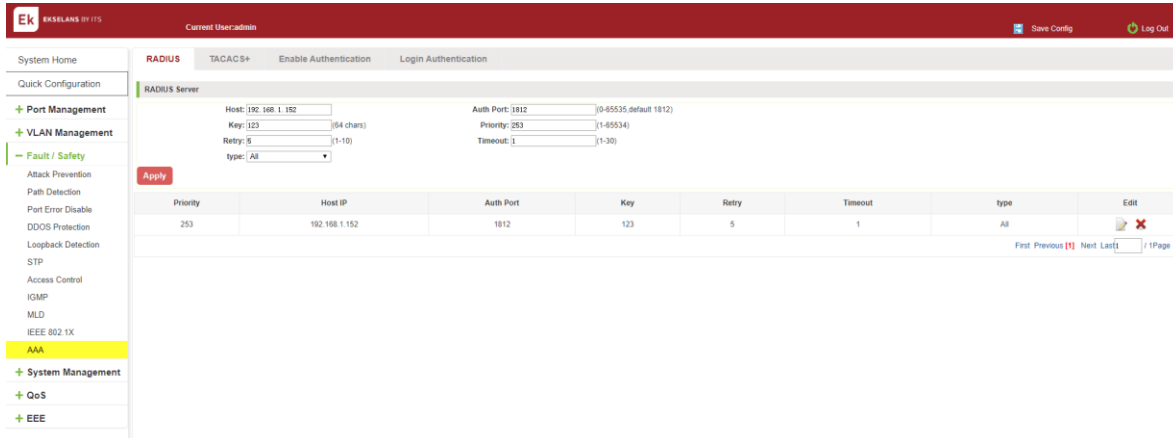 Ek EKSELANS BY ITS
Current User:admin
Save Config
Log Out
System Home
Quick Configuration
+ Port Management
+ VLAN Management
− Fault / Safety
Attack Prevention
Path Detection
Port Error Disable
DDOS Protection
Loopback Detection
STP
Access Control
IGMP
MLD
IEEE 802.1X
AAA
+ System Management
+ QoS
+ EEE
RADIUS TACACS+ Enable Authentication Login Authentication
RADIUS Server
Host: 192.168.1.152 Auth Port: 1812 (0-65535,default 1812)
Key: 123 (64 chars) Priority: 253 (1-65534)
Retry: 5 (1-10) Timeout: 1 (1-30)
type: All
Apply
Priority Host IP Auth Port Key Retry Timeout type Edit
253 192.168.1.152 1812 123 5 1 All
First Previous [1] Next Last 1 / 1Page